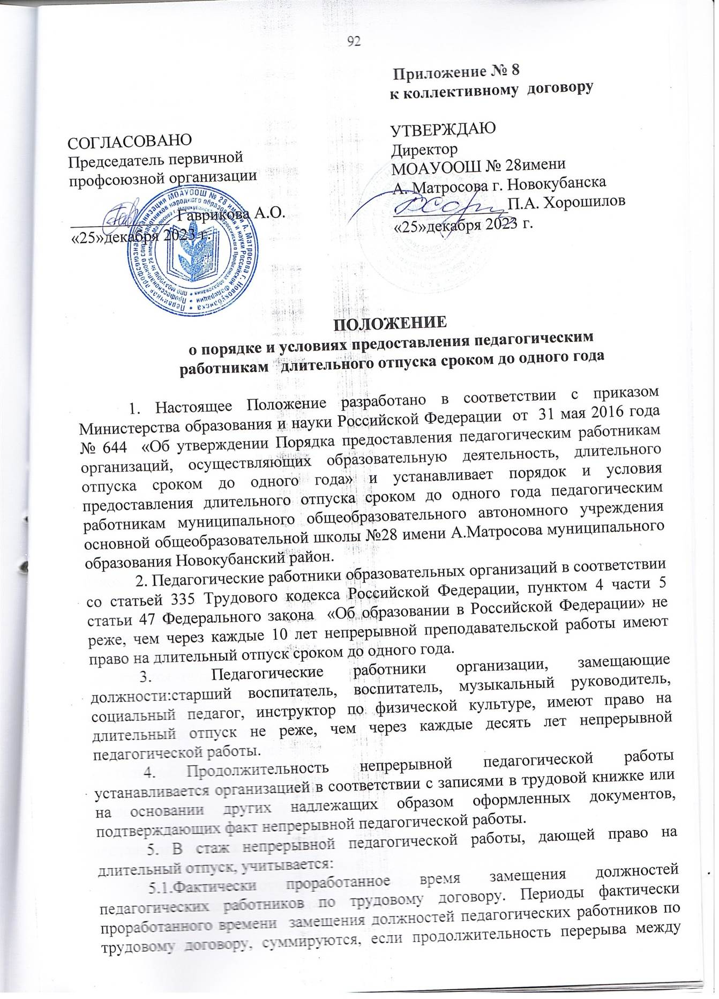 92
Приложение № 8
к коллективному договору
СОГЛАСОВАНО
Председатель первичной
профсоюзной организации
Гаврикова А.О.
«25»декабря 2023 г.
УТВЕРЖДАЮ
Директор
МОАУООШ № 28имени
А. Матросова г. Новокубанска
П.А. Хорошилов
«25»декабря 2023 г.
ПОЛОЖЕНИЕ
о порядке и условиях предоставления педагогическим
работникам длительного отпуска сроком до одного года
1. Настоящее Положение разработано в соответствии с приказом
Министерства образования и науки Российской Федерации от 31 мая 2016 года
№ 644 «Об утверждении Порядка предоставления педагогическим работникам
организаций, осуществляющих образовательную деятельность, длительного
отпуска сроком до одного года» и устанавливает порядок и условия
предоставления длительного отпуска сроком до одного года педагогическим
работникам муниципального общеобразовательного автономного учреждения
основной общеобразовательной школы №28 имени А.Матросова муниципального
образования Новокубанский район.
2. Педагогические работники образовательных организаций в соответствии
со статьей 335 Трудового кодекса Российской Федерации, пунктом 4 части 5
статьи 47 Федерального закона «Об образовании в Российской Федерации» не
реже, чем через каждые 10 лет непрерывной преподавательской работы имеют
право на длительный отпуск сроком до одного года.
3. Педагогические работники организации, замещающие
должности:старший воспитатель, воспитатель, музыкальный руководитель,
социальный педагог, инструктор по физической культуре, имеют право на
длительный отпуск не реже, чем через каждые десять лет непрерывной
педагогической работы.
4. Продолжительность непрерывной педагогической работы
устанавливается организацией в соответствии с записями в трудовой книжке или
на основании других надлежащих образом оформленных документов,
подтверждающих факт непрерывной педагогической работы.
5. В стаж непрерывной педагогической работы, дающей право на
длительный отпуск, учитывается:
5.1.Фактически проработанное время замещения должностей
педагогических работников по трудовому договору. Периоды фактически
проработанного времени замещения должностей педагогических работников по
трудовому договору, суммируются, если продолжительность перерыва между
Первичная профсоюзная организация МОАУООШ № 28 имени А. Матросова г. Новокубанска
Профессионального союза работников народного образования и науки Российской Федерации